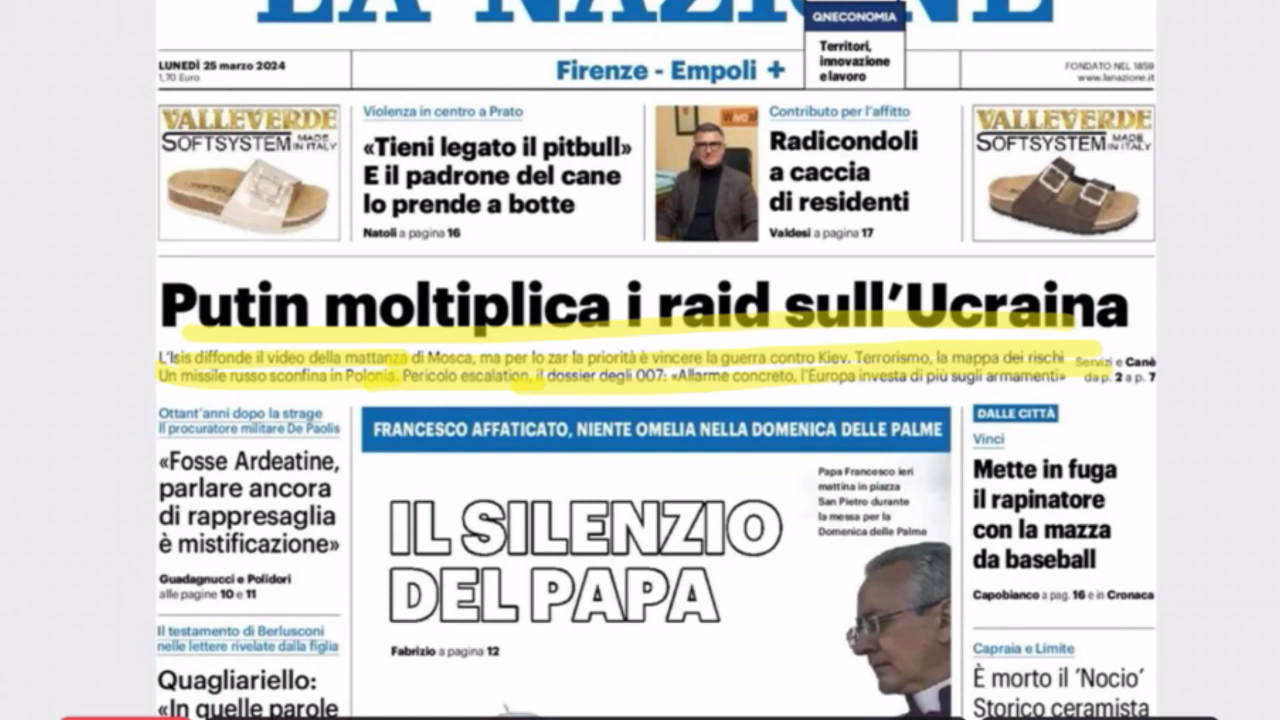 LA NAZIONE
QNECONOMIA
Territori,
innovazione
e lavoro
LUNEDÌ 25 marzo 2024
1,70 Euro
Firenze - Empoli +
FONDATO NEL 1859
www.lanazione.it
VALLEVERDE
SOFTSYSTEM MADE IN ITALY
Violenza in centro a Prato
«Tieni legato il pitbull»
E il padrone del cane
lo prende a botte
Natoli a pagina 16
Contributo per l'affitto
Radicondoli
a caccia
di residenti
Valdesi a pagina 17
VALLEVERDE
SOFTSYSTEM MADE IN ITALY
Putin moltiplica i raid sull'Ucraina
L'Isis diffonde il video della mattanza di Mosca, ma per lo zar la priorità è vincere la guerra contro Kiev. Terrorismo, la mappa dei rischi
Un missile russo sconfina in Polonia. Pericolo escalation, il dossier degli 007: «Allarme concreto, l'Europa investa di più sugli armamenti»
Servizi e Canè
da p. 2 a p. 7
Ottant'anni dopo la strage
Il procuratore militare De Paolis
«Fosse Ardeatine,
parlare ancora
di rappresaglia
è mistificazione»
Guadagnucci e Polidori
alle pagine 10 e 11
Il testamento di Berlusconi
nelle lettere rivelate dalla figlia
Quagliariello:
«In quelle parole
FRANCESCO AFFATICATO, NIENTE OMELIA NELLA DOMENICA DELLE PALME
Papa Francesco ieri
mattina in piazza
San Pietro durante
la messa per la
Domenica delle Palme
IL SILENZIO
DEL PAPA
Fabrizio a pagina 12
DALLE CITTÀ
Vinci
Mette in fuga
il rapinatore
con la mazza
da baseball
Capobianco a pag. 16 e in Cronaca
Capraia e Limite
È morto il 'Nocio'
Storico ceramista